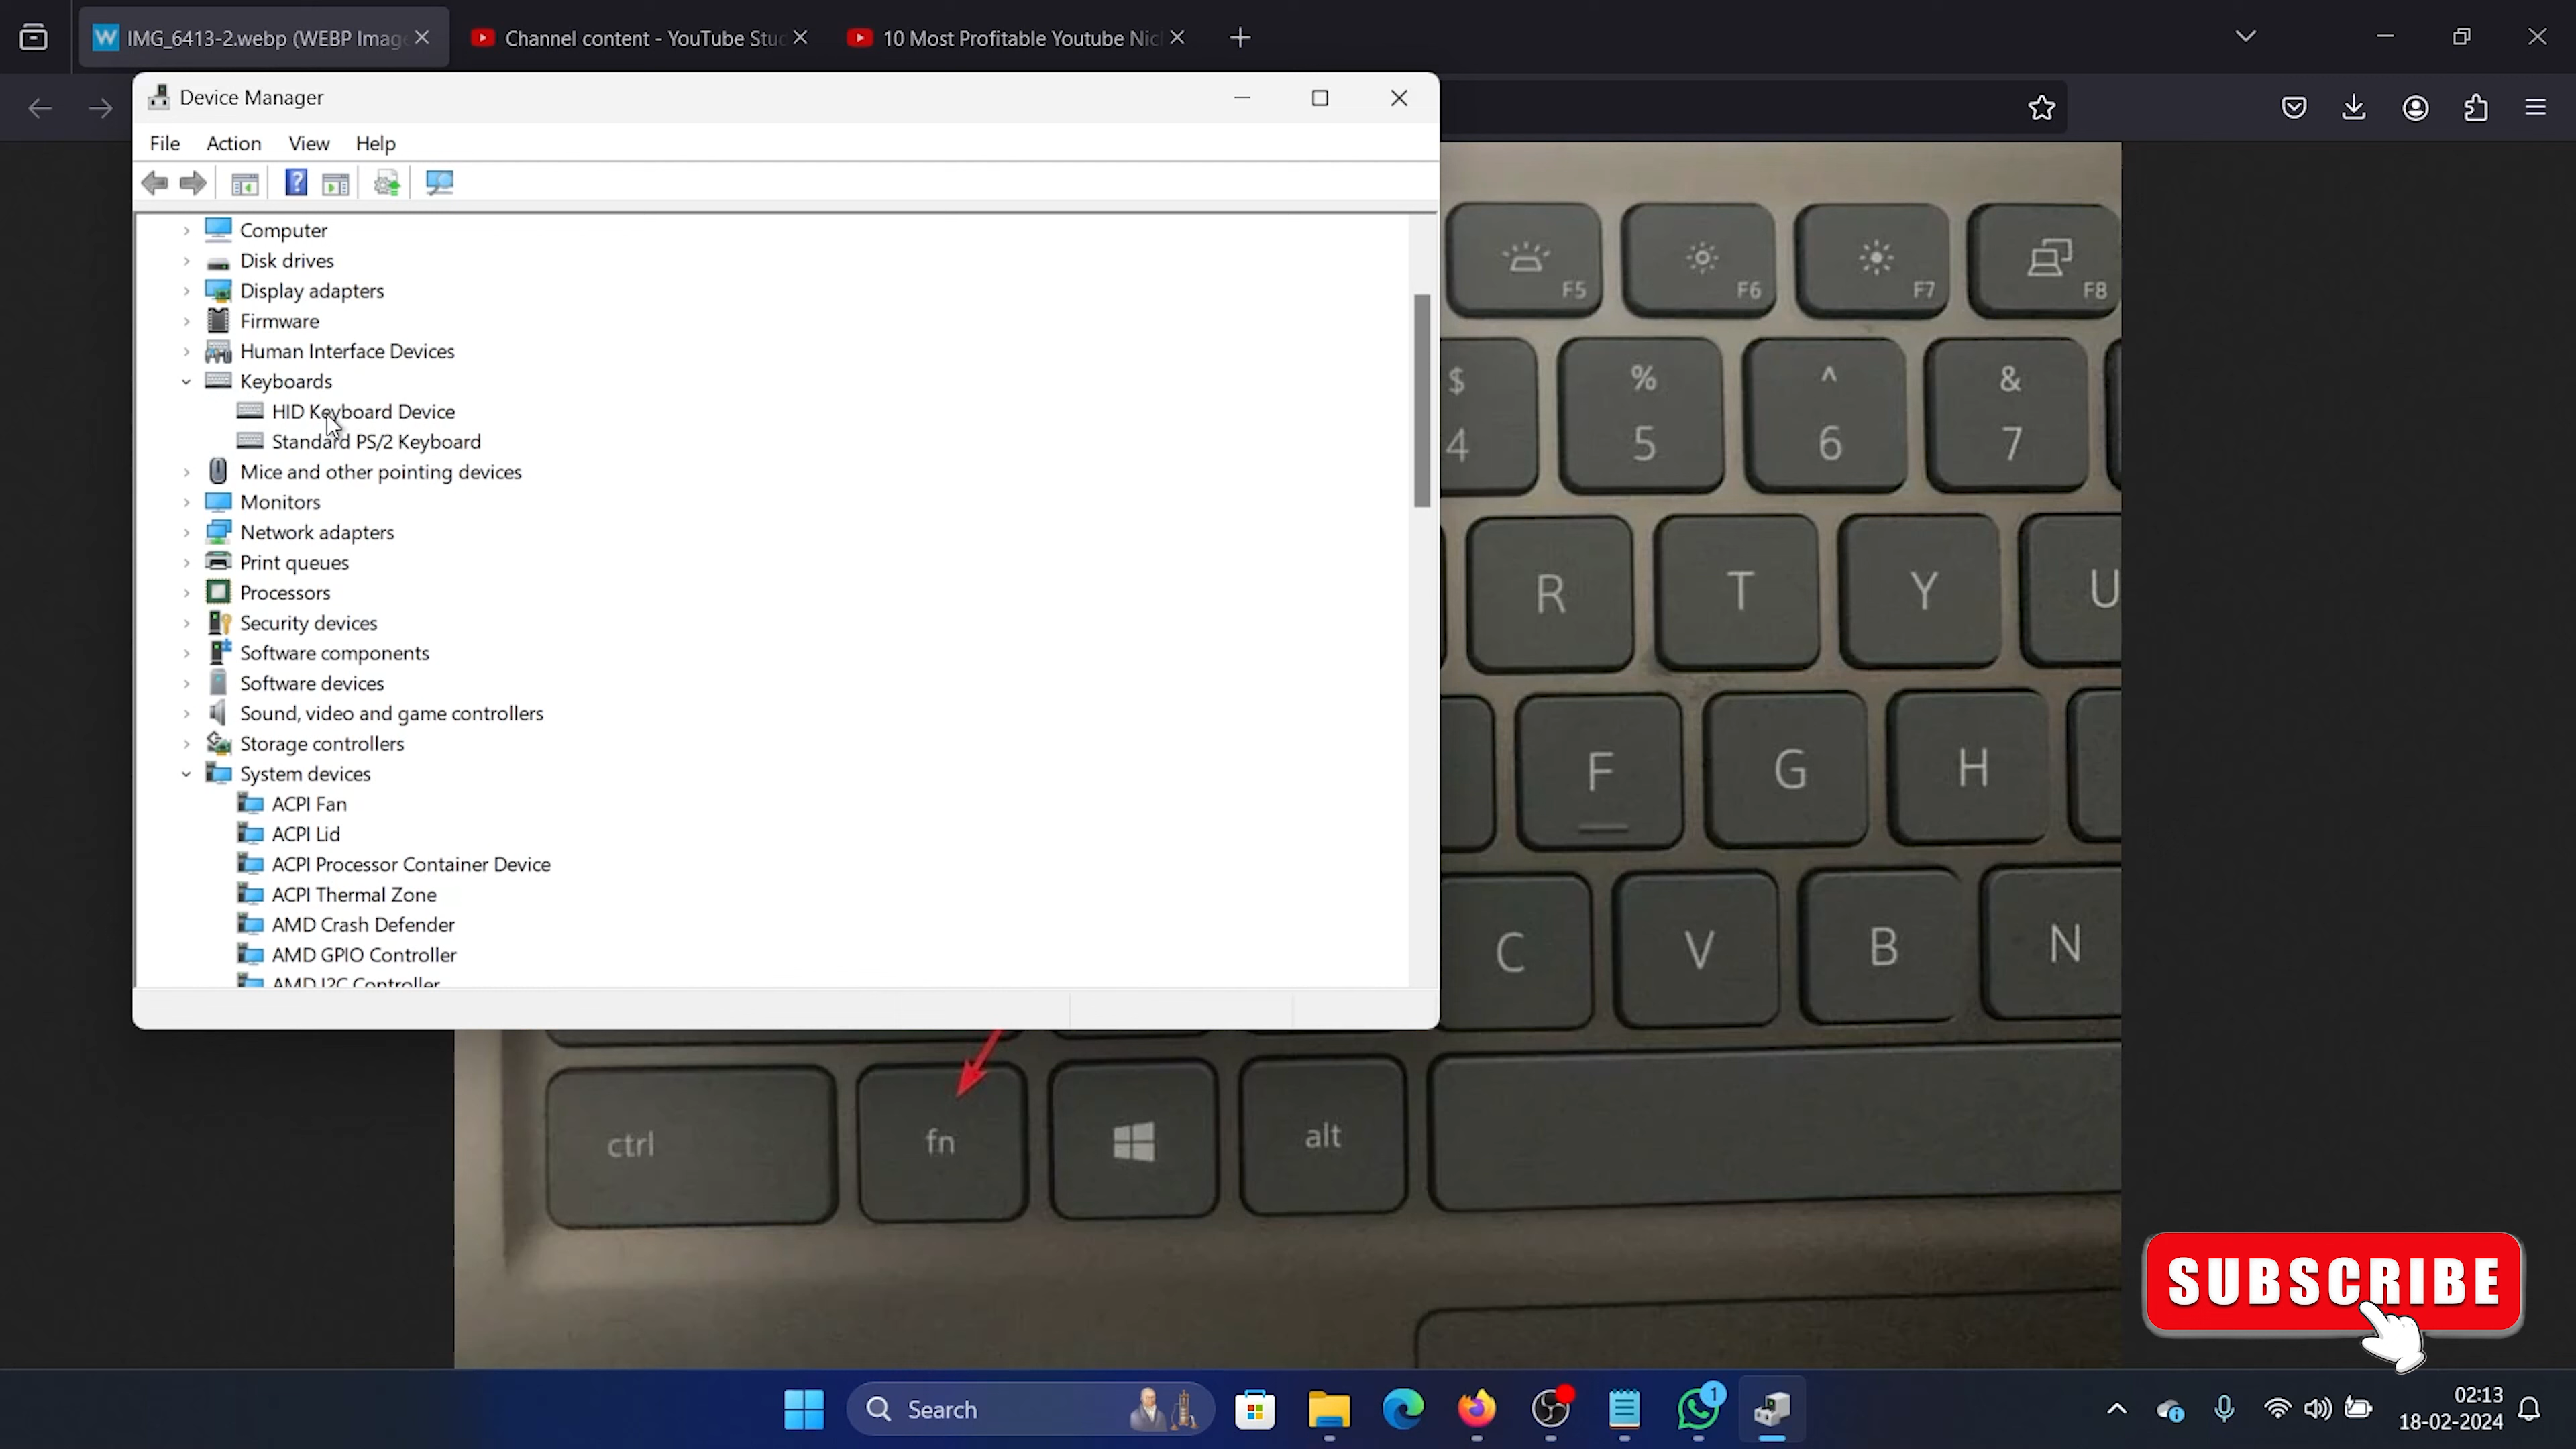 IMG_6413-2.webp (WEBP Image
Channel content - YouTube Stu
10 Most Profitable Youtube Nic
Device Manager
File Action View Help
Computer
Disk drives
Display adapters
Firmware
Human Interface Devices
Keyboards
HID Keyboard Device
Standard PS/2 Keyboard
Mice and other pointing devices
Monitors
Network adapters
Print queues
Processors
Security devices
Software components
Software devices
Sound, video and game controllers
Storage controllers
System devices
ACPI Fan
ACPI Lid
ACPI Processor Container Device
ACPI Thermal Zone
AMD Crash Defender
AMD GPIO Controller
AMD I2C Controller
F5 F6 F7 F8
$ % ^ &
4 5 6 7
R T Y U
F G H
C V B N
ctrl fn alt
SUBSCRIBE
Search
1
02:13
18-02-2024